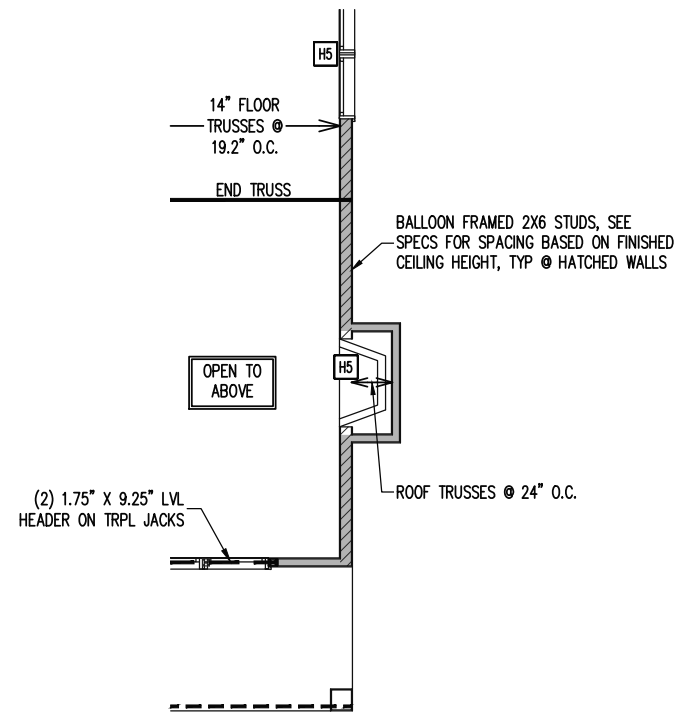 H5
14" FLOOR
TRUSSES @
19.2" O.C.
END TRUSS
BALLOON FRAMED 2X6 STUDS, SEE
SPECS FOR SPACING BASED ON FINISHED
CEILING HEIGHT, TYP @ HATCHED WALLS
H5
OPEN TO
ABOVE
ROOF TRUSSES @ 24" O.C.
(2) 1.75" X 9.25" LVL
HEADER ON TRPL JACKS